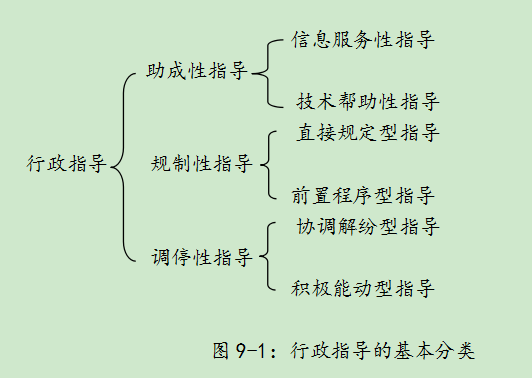 信息服务性指导
助成性指导
技术帮助性指导
直接规定型指导
行政指导
规制性指导
前置程序型指导
协调解纷型指导
调停性指导
积极能动型指导
图 9-1：行政指导的基本分类